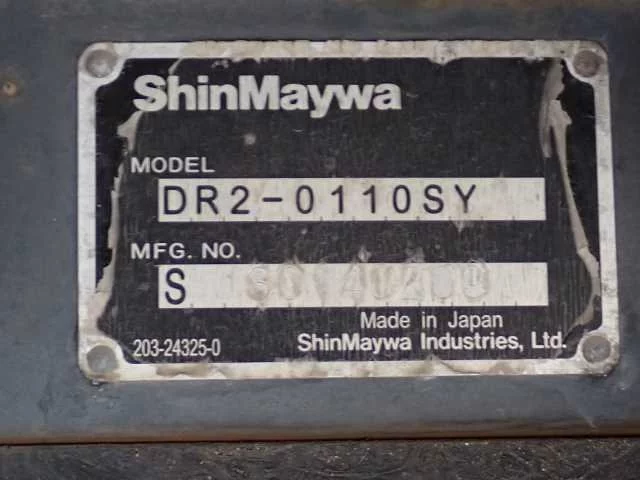 ShinMaywa
MODEL
DR2-0110SY
MFG. NO.
S
Made in Japan
203-24325-0
ShinMaywa Industries, Ltd.